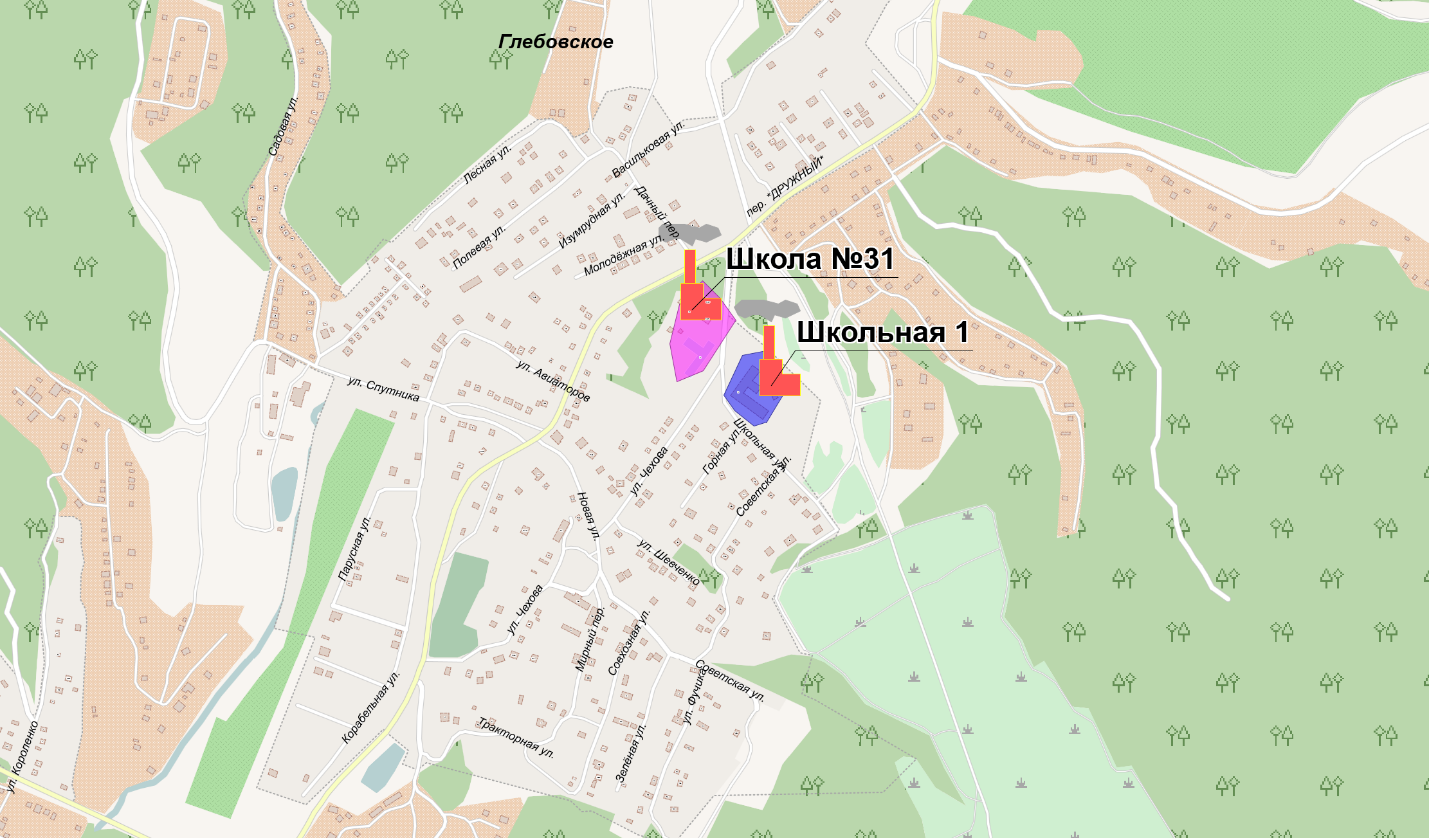 Глебовское
Садовая ул.
Лесная ул.
Васильковая ул.
Дачный пер.
Изумрудная ул.
Полевая ул.
Молодёжная ул.
пер. "ДРУЖНЫЙ"
Школа №31
Школьная 1
ул. Спутника
ул. Авиаторов
ул. Чехова
Горная ул.
Школьная ул.
Советская ул.
Новая ул.
Парусная ул.
ул. Шевченко
ул. Чехова
Мирный пер.
Совхозная ул.
Советская ул.
ул. Фучика
Корабельная ул.
Тракторная ул.
Зелёная ул.
ул. Короленко